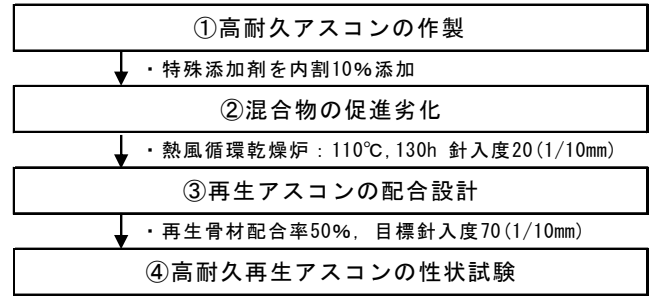 ①高耐久アスコンの作製
・特殊添加剤を内割10%添加
②混合物の促進劣化
・熱風循環乾燥炉：110℃,130h 針入度20(1/10mm)
③再生アスコンの配合設計
・再生骨材配合率50%, 目標針入度70(1/10mm)
④高耐久再生アスコンの性状試験